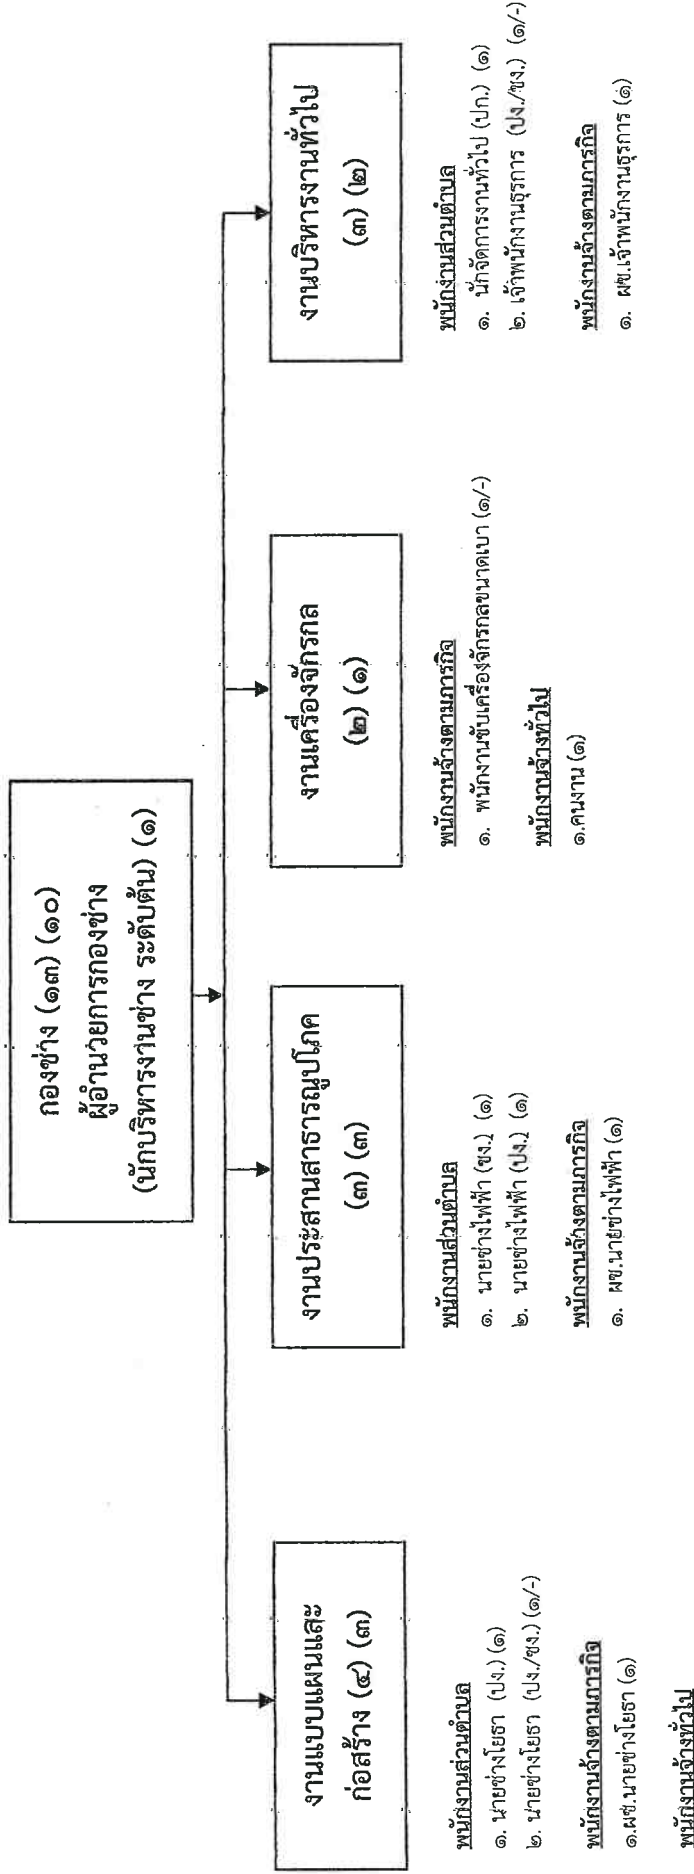 กองช่าง (๑๓) (๑๐)
ผู้อำนวยการกองช่าง
(นักบริหารงานช่าง ระดับต้น) (๑)
งานแบบแผนและ
ก่อสร้าง (๔) (๓)
พนักงานส่วนตำบล
๑. นายช่างโยธา (ปง.) (๑)
๒. นายช่างโยธา (ปง./ชง.) (๑/-)
พนักงานจ้างตามภารกิจ
๑.ผช.นายช่างโยธา (๑)
พนักงานจ้างทั่วไป
งานประสานสาธารณูปโภค
(๓) (๓)
พนักงานส่วนตำบล
๑. นายช่างไฟฟ้า (ชง.) (๑)
๒. นายช่างไฟฟ้า (ปง.) (๑)
พนักงานจ้างตามภารกิจ
๑. ผช.นายช่างไฟฟ้า (๑)
งานเครื่องจักรกล
(๒) (๑)
พนักงานจ้างตามภารกิจ
๑. พนักงานขับเครื่องจักรกลขนาดเบา (๑/-)
พนักงานจ้างทั่วไป
๑.คนงาน (๑)
งานบริหารงานทั่วไป
(๓) (๒)
พนักงานส่วนตำบล
๑. นักจัดการงานทั่วไป (ปก.) (๑)
๒. เจ้าพนักงานธุรการ (ปง./ชง.) (๑/-)
พนักงานจ้างตามภารกิจ
๑. ผช.เจ้าพนักงานธุรการ (๑)